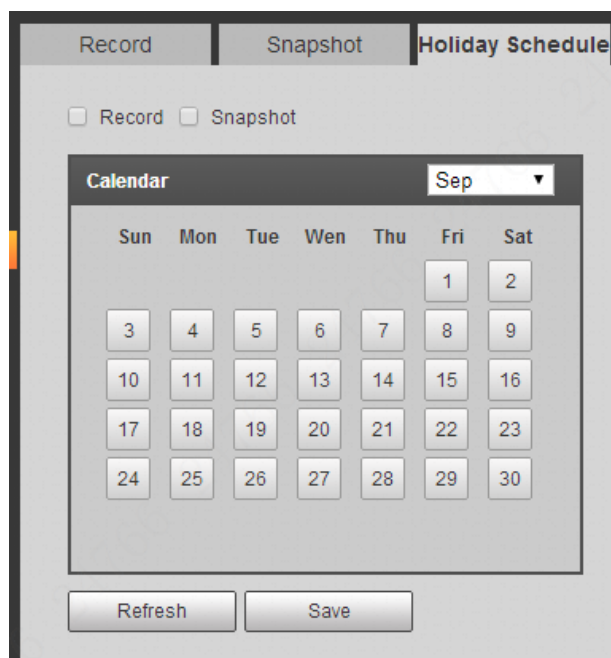 Record Snapshot Holiday Schedule
Record Snapshot
Calendar Sep
Sun Mon Tue Wen Thu Fri Sat
1 2
3 4 5 6 7 8 9
10 11 12 13 14 15 16
17 18 19 20 21 22 23
24 25 26 27 28 29 30
Refresh Save